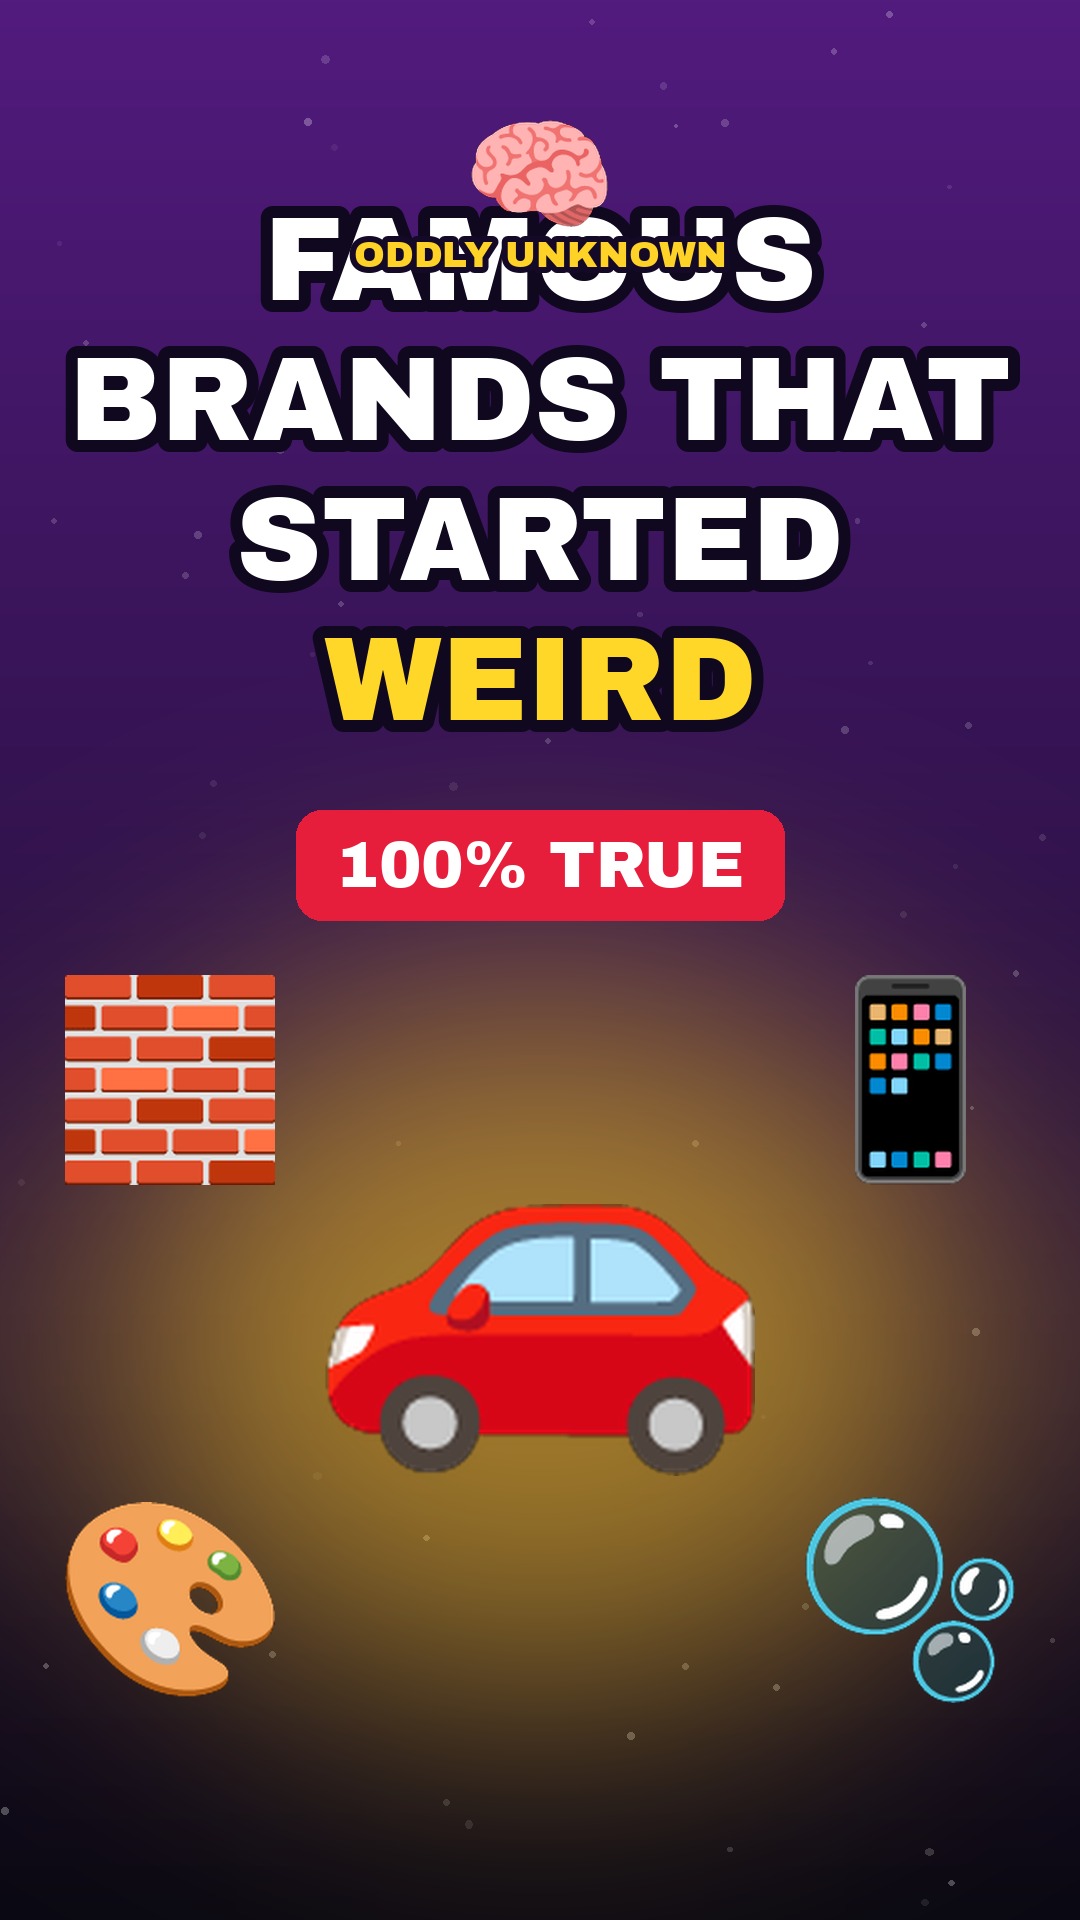 ODDLY UNKNOWN
FAMOUS
BRANDS THAT
STARTED
WEIRD
100% TRUE